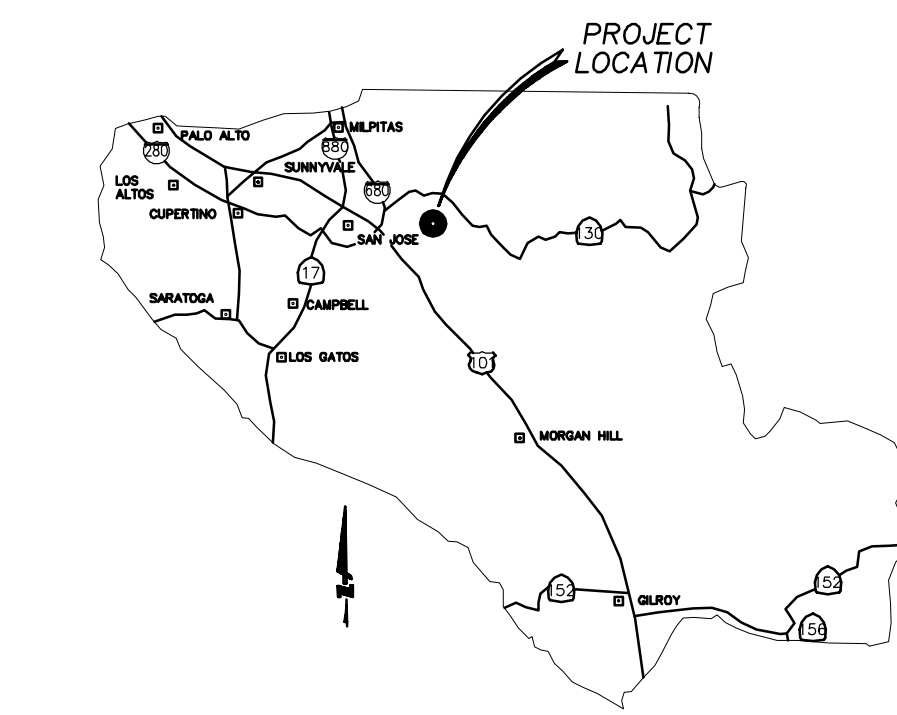 PROJECT
LOCATION
MILPITAS
PALO ALTO
880
280
SUNNYVALE
LOS
ALTOS
680
CUPERTINO
130
SAN JOSE
17
SARATOGA
CAMPBELL
LOS GATOS
101
MORGAN HILL
N
152
152
GILROY
156